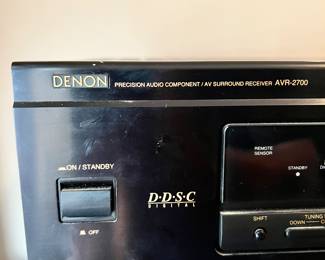 DENON PRECISION AUDIO COMPONENT / AV SURROUND RECEIVER AVR-2700
ON / STANDBY
OFF
D·D·S·C
DIGITAL
REMOTE
SENSOR
STANDBY
SHIFT
TUNING
DOWN